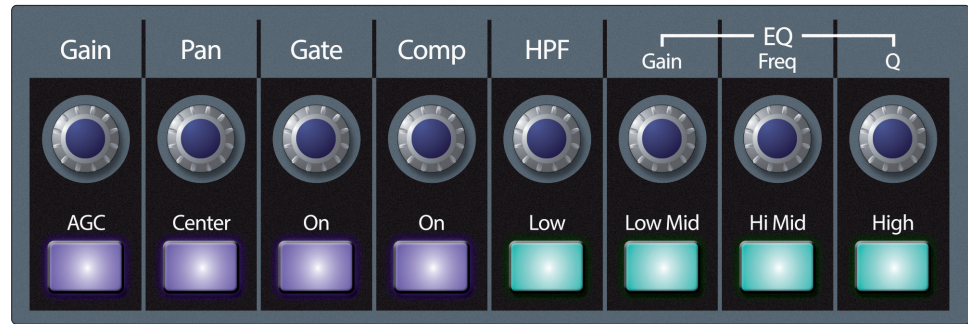 Gain Pan Gate Comp HPF EQ
Gain Freq Q
AGC Center On On Low Low Mid Hi Mid High